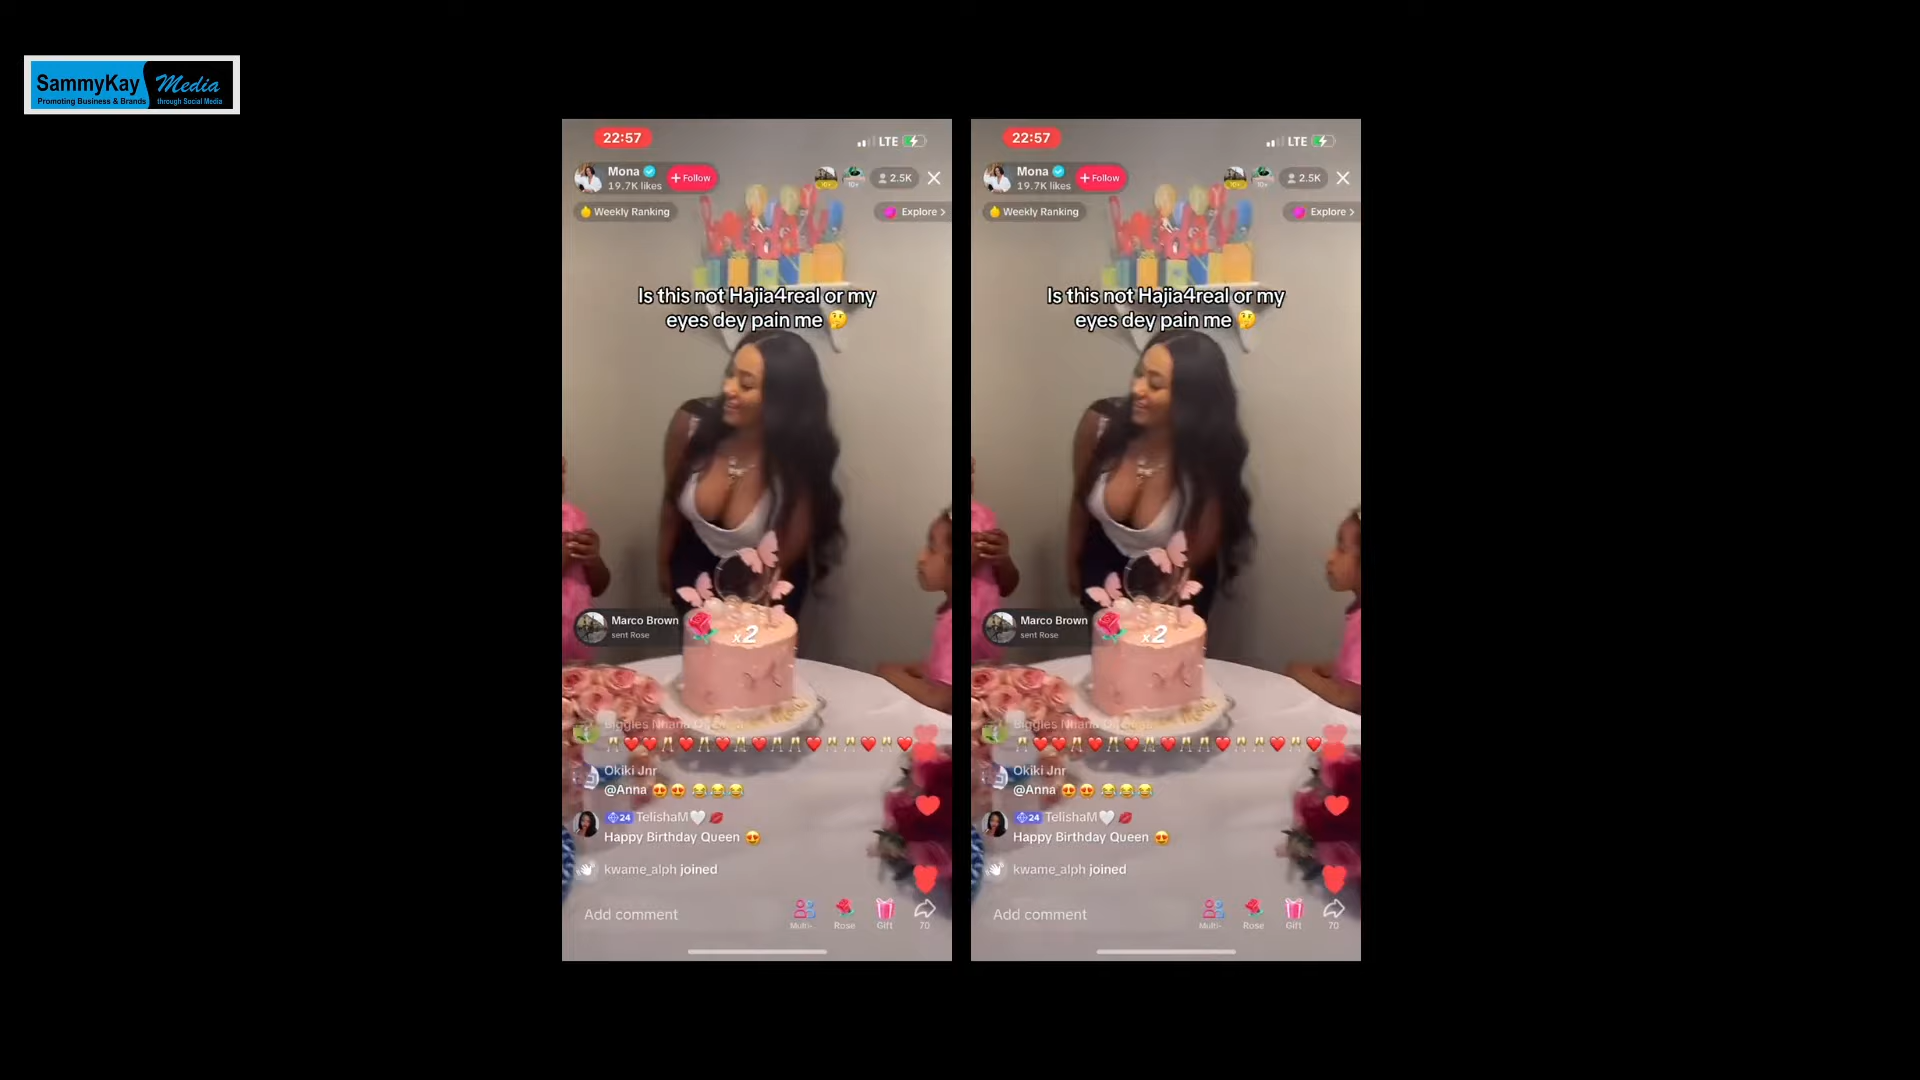 SammyKay Media
Promoting Business & Brands through Social Media
22:57
LTE
Mona
19.7K likes
+ Follow
2.5K
Weekly Ranking
Explore >
Is this not Hajia4real or my
eyes dey pain me 🤔
Marco Brown
sent Rose
x2
Okiki Jnr
@Anna 😍😍 😂😂😂
24 TelishaM🤍💋
Happy Birthday Queen 😍
kwame_alph joined
Add comment
Multi-
Rose
Gift
70
22:57
LTE
Mona
19.7K likes
+ Follow
2.5K
Weekly Ranking
Explore >
Is this not Hajia4real or my
eyes dey pain me 🤔
Marco Brown
sent Rose
x2
Okiki Jnr
@Anna 😍😍 😂😂😂
24 TelishaM🤍💋
Happy Birthday Queen 😍
kwame_alph joined
Add comment
Multi-
Rose
Gift
70